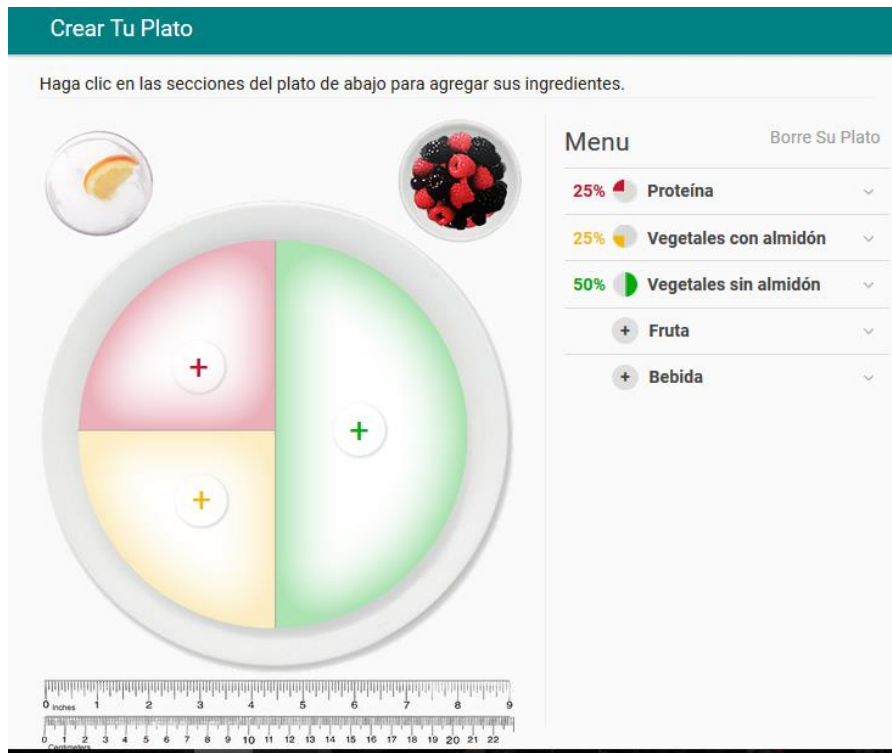 Crear Tu Plato
Haga clic en las secciones del plato de abajo para agregar sus ingredientes.
Menu
Borre Su Plato
25% Proteína
25% Vegetales con almidón
50% Vegetales sin almidón
+ Fruta
+ Bebida
+
+
+
0 Inches 1 2 3 4 5 6 7 8 9
0 1 2 3 4 5 6 7 8 9 10 11 12 13 14 15 16 17 18 19 20 21 22
Centimeters